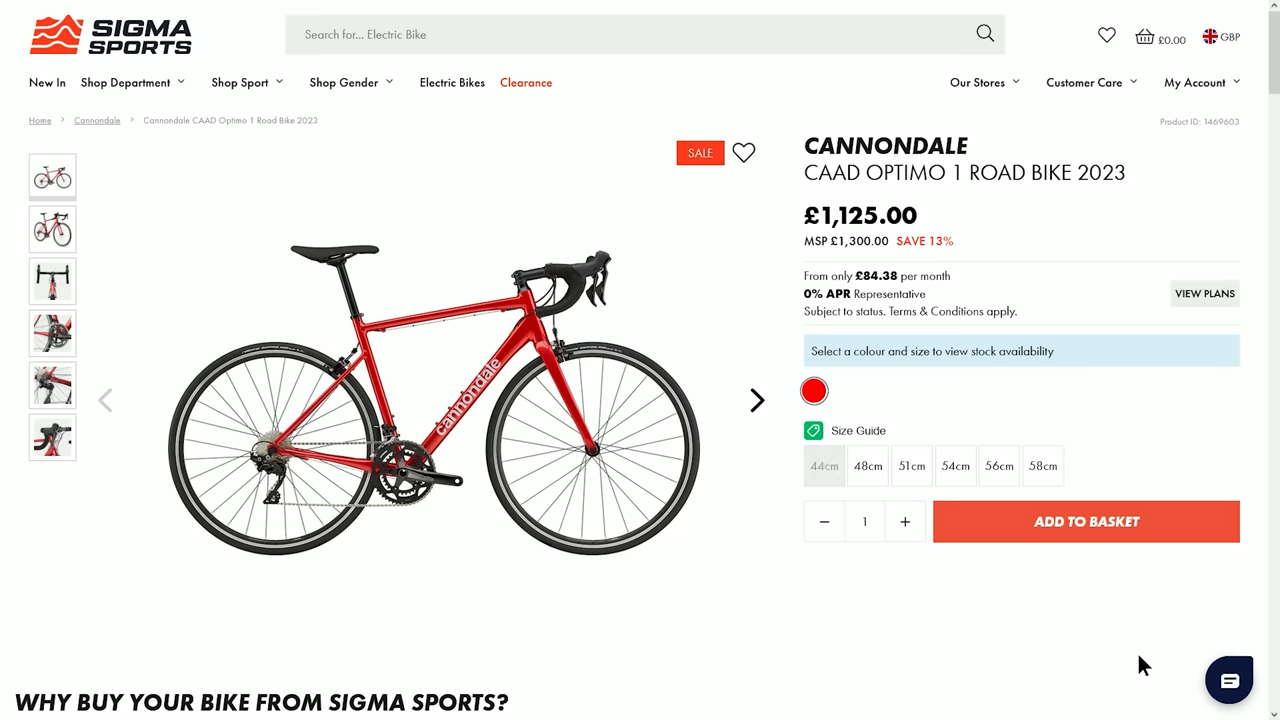 SIGMA
SPORTS
Search for... Electric Bike
£0.00
GBP
New In
Shop Department
Shop Sport
Shop Gender
Electric Bikes
Clearance
Our Stores
Customer Care
My Account
Home
Cannondale
Cannondale CAAD Optimo 1 Road Bike 2023
Product ID: 1469603
SALE
CANNONDALE
CAAD OPTIMO 1 ROAD BIKE 2023
£1,125.00
MSP £1,300.00 SAVE 13%
From only £84.38 per month
0% APR Representative
Subject to status. Terms & Conditions apply.
VIEW PLANS
Select a colour and size to view stock availability
Size Guide
44cm
48cm
51cm
54cm
56cm
58cm
1
ADD TO BASKET
cannondale
WHY BUY YOUR BIKE FROM SIGMA SPORTS?